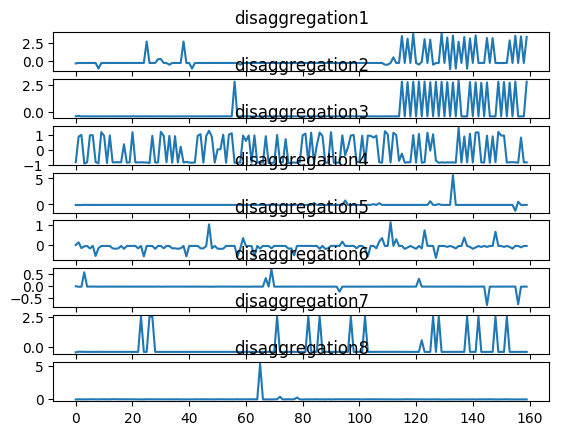 disaggregation1
2.5
0.0
disaggregation2
2.5
0.0
disaggregation3
1
0
−1
disaggregation4
5
0
disaggregation5
1
0
disaggregation6
0.5
0.0
−0.5
disaggregation7
2.5
0.0
disaggregation8
5
0
0 20 40 60 80 100 120 140 160